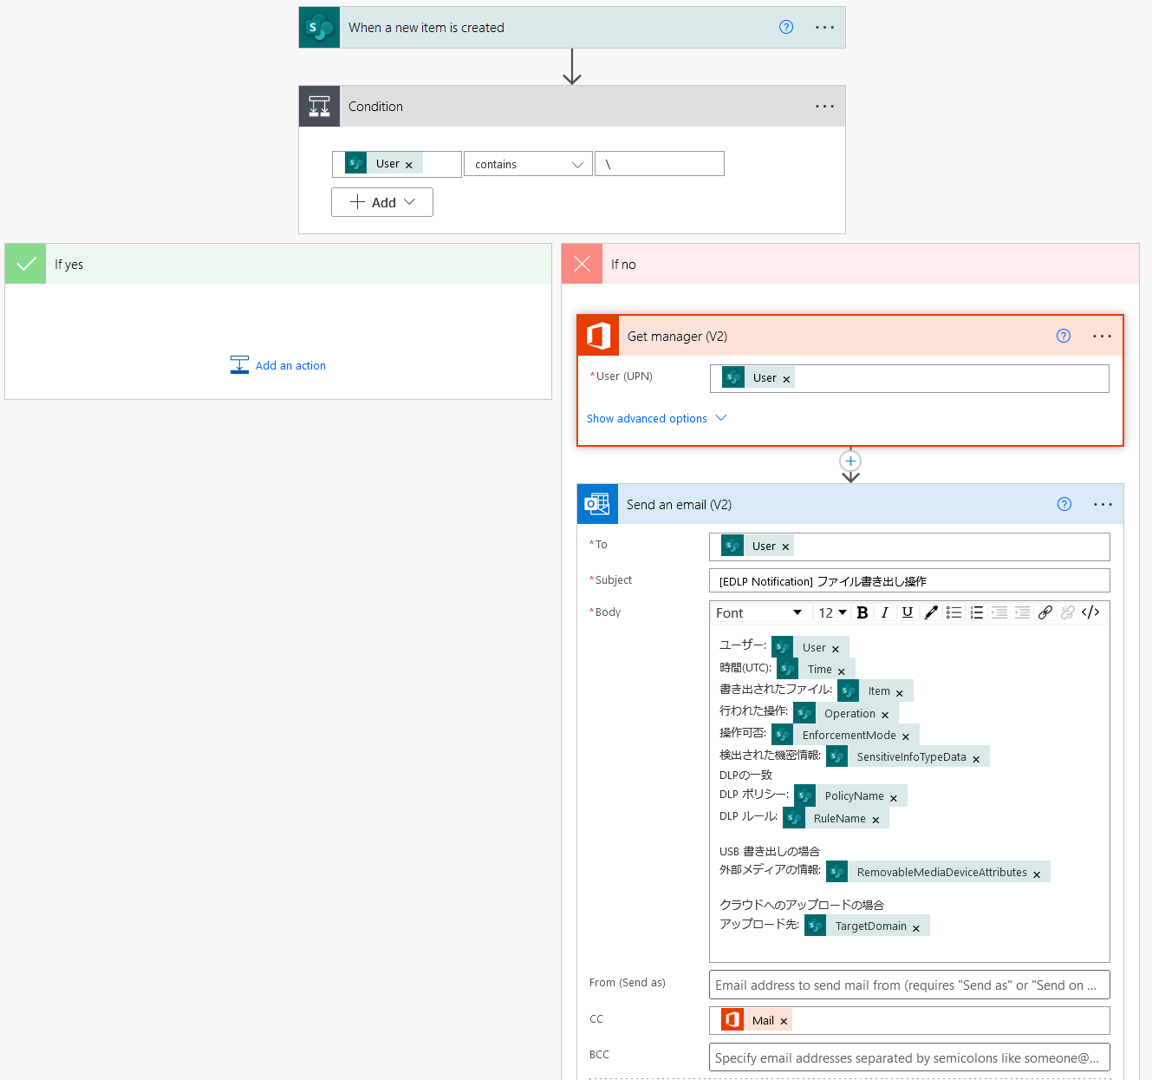 When a new item is created
Condition
User × contains \
Add
If yes
If no
Add an action
Get manager (V2)
*User (UPN) User ×
Show advanced options
Send an email (V2)
*To User ×
*Subject [EDLP Notification] ファイル書き出し操作
*Body Font 12 B I U </>
ユーザー: User ×
時間(UTC): Time ×
書き出されたファイル: Item ×
行われた操作: Operation ×
操作可否: EnforcementMode ×
検出された機密情報: SensitiveInfoTypeData ×
DLPの一致
DLP ポリシー: PolicyName ×
DLP ルール: RuleName ×
USB 書き出しの場合
外部メディアの情報: RemovableMediaDeviceAttributes ×
クラウドへのアップロードの場合
アップロード先: TargetDomain ×
From (Send as) Email address to send mail from (requires "Send as" or "Send on ...
CC Mail ×
BCC Specify email addresses separated by semicolons like someone@...